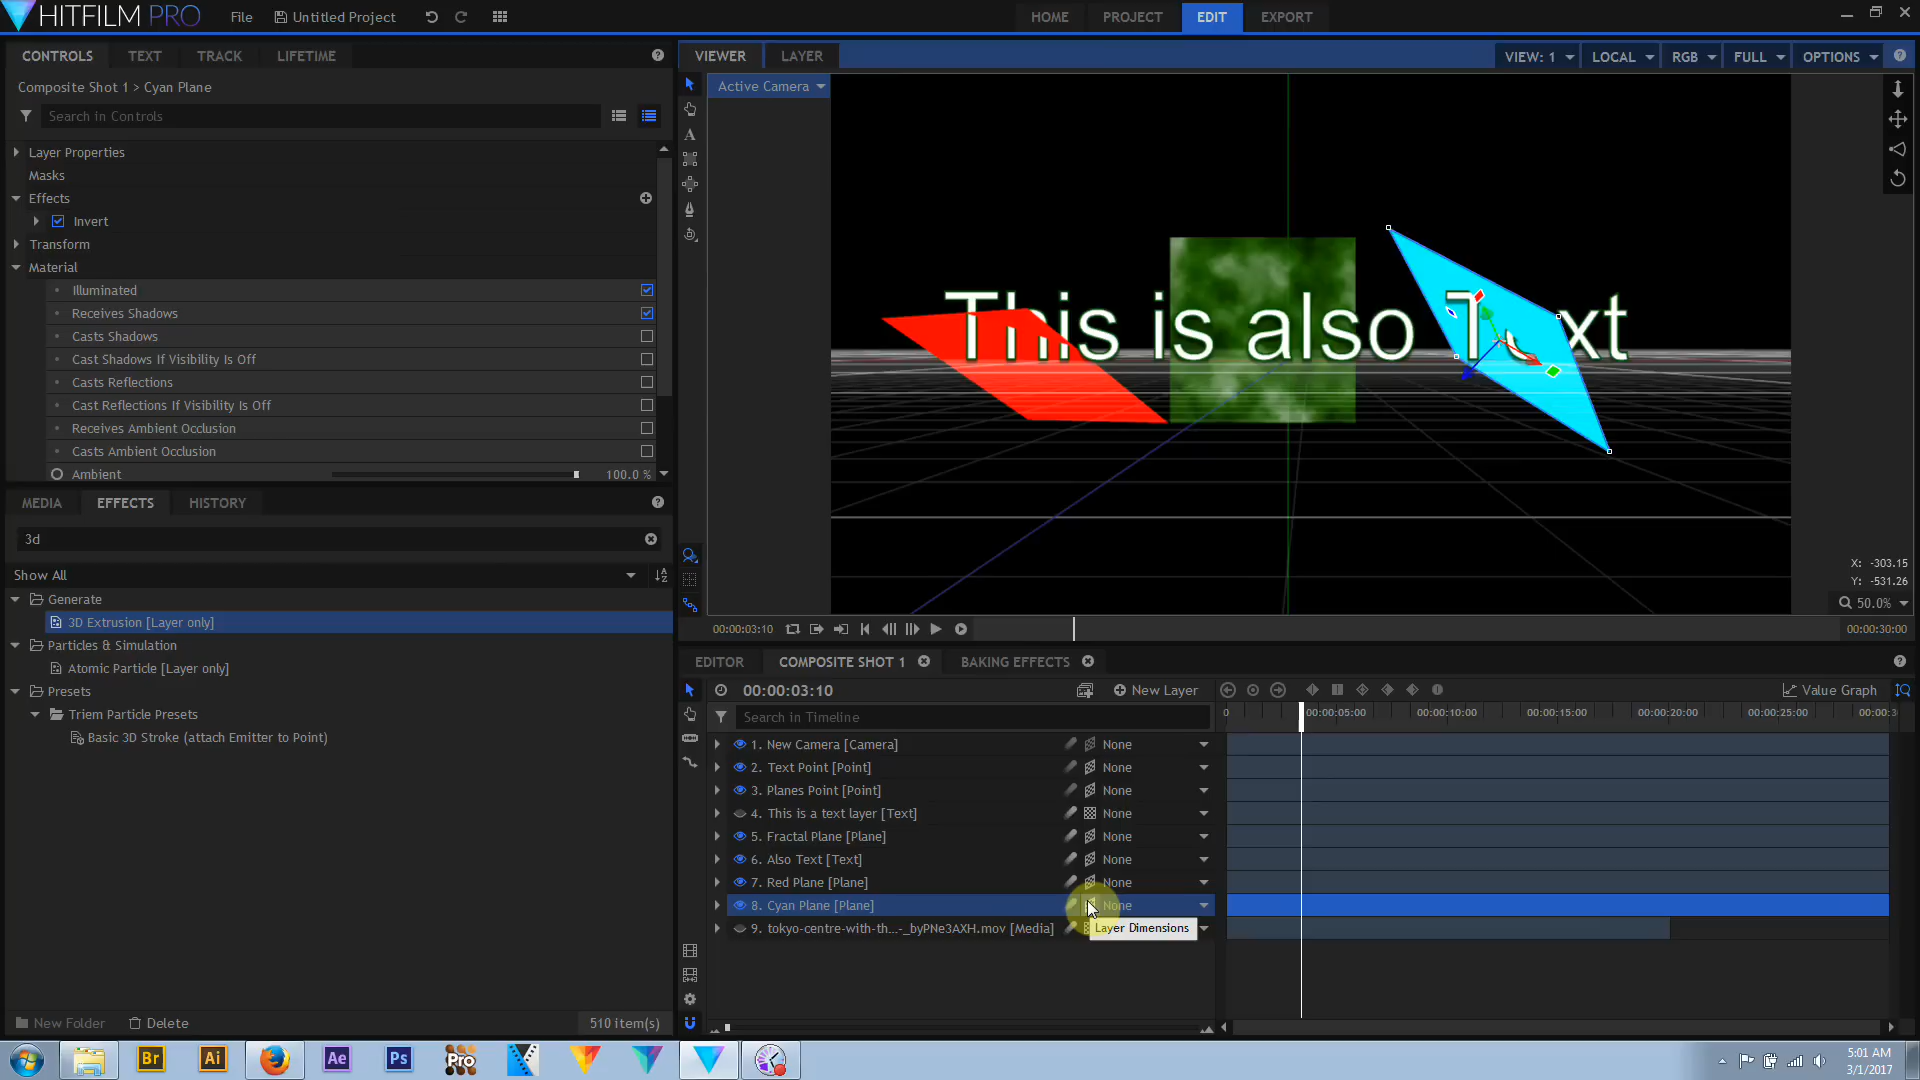 HITFILM PRO
File
Untitled Project
HOME
PROJECT
EDIT
EXPORT
CONTROLS
TEXT
TRACK
LIFETIME
Composite Shot 1 > Cyan Plane
Search in Controls
Layer Properties
Masks
Effects
Invert
Transform
Material
Illuminated
Receives Shadows
Casts Shadows
Cast Shadows If Visibility Is Off
Casts Reflections
Cast Reflections If Visibility Is Off
Receives Ambient Occlusion
Casts Ambient Occlusion
Ambient
100.0 %
MEDIA
EFFECTS
HISTORY
3d
Show All
Generate
3D Extrusion [Layer only]
Particles & Simulation
Atomic Particle [Layer only]
Presets
Triem Particle Presets
Basic 3D Stroke (attach Emitter to Point)
New Folder
Delete
510 item(s)
VIEWER
LAYER
VIEW: 1
LOCAL
RGB
FULL
OPTIONS
Active Camera
This is also Text
X: -303.15
Y: -531.26
50.0%
00:00:03:10
00:00:30:00
EDITOR
COMPOSITE SHOT 1
BAKING EFFECTS
00:00:03:10
New Layer
Value Graph
Search in Timeline
0
00:00:05:00
00:00:10:00
00:00:15:00
00:00:20:00
00:00:25:00
00:00:3
1. New Camera [Camera] None
2. Text Point [Point] None
3. Planes Point [Point] None
4. This is a text layer [Text] None
5. Fractal Plane [Plane] None
6. Also Text [Text] None
7. Red Plane [Plane] None
8. Cyan Plane [Plane] None
9. tokyo-centre-with-th...-_byPNe3AXH.mov [Media]
Layer Dimensions
Br
Ai
Ae
Ps
Pro
5:01 AM
3/1/2017